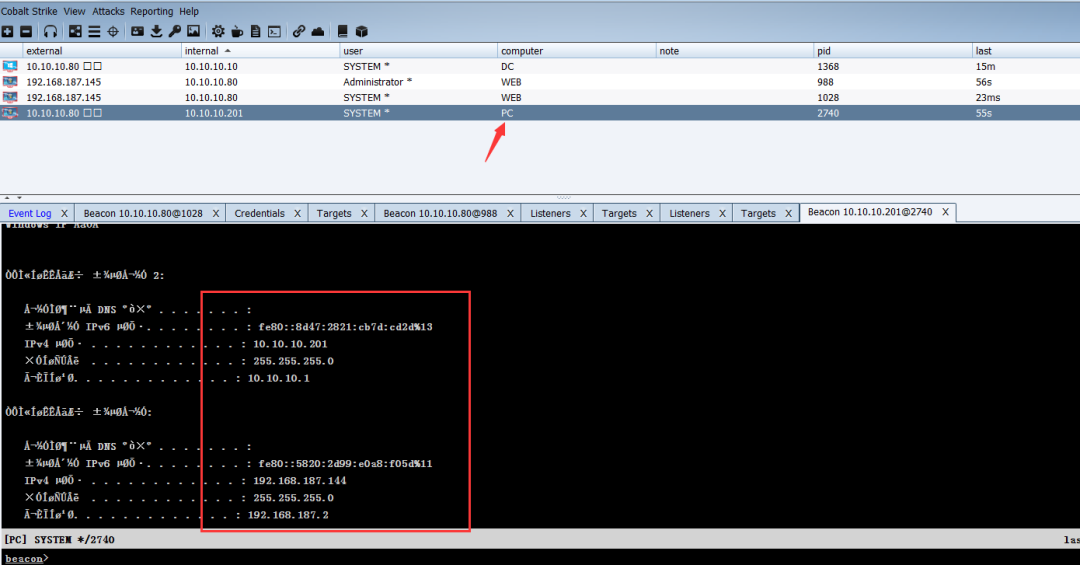 Cobalt Strike View Attacks Reporting Help
external internal user computer note pid last
10.10.10.80 □□ 10.10.10.10 SYSTEM * DC 1368 15m
192.168.187.145 10.10.10.80 Administrator * WEB 988 56s
192.168.187.145 10.10.10.80 SYSTEM * WEB 1028 23ms
10.10.10.80 □□ 10.10.10.201 SYSTEM * PC 2740 55s
Event Log X Beacon 10.10.10.80@1028 X Credentials X Targets X Beacon 10.10.10.80@988 X Listeners X Targets X Listeners X Targets X Beacon 10.10.10.201@2740 X
Windows IP
ÒÔÌ«ÍøÊÊÅäÆ÷ ±¾µØÁ¬½Ó 2:
Á¬½ÓÌØ¶¨µÄ DNS ºó×º . . . . . . . :
±¾µØÁ´½Ó IPv6 µØÖ·. . . . . . . . : fe80::8d47:2821:cb7d:cd2d%13
IPv4 µØÖ· . . . . . . . . . . . . : 10.10.10.201
×ÓÍøÑÚÂë . . . . . . . . . . . . : 255.255.255.0
Ä¬ÈÏÍø¹Ø. . . . . . . . . . . . . : 10.10.10.1
ÒÔÌ«ÍøÊÊÅäÆ÷ ±¾µØÁ¬½Ó:
Á¬½ÓÌØ¶¨µÄ DNS ºó×º . . . . . . . :
±¾µØÁ´½Ó IPv6 µØÖ·. . . . . . . . : fe80::5820:2d99:e0a8:f05d%11
IPv4 µØÖ· . . . . . . . . . . . . : 192.168.187.144
×ÓÍøÑÚÂë . . . . . . . . . . . . : 255.255.255.0
Ä¬ÈÏÍø¹Ø. . . . . . . . . . . . . : 192.168.187.2
[PC] SYSTEM */2740 las
beacon>